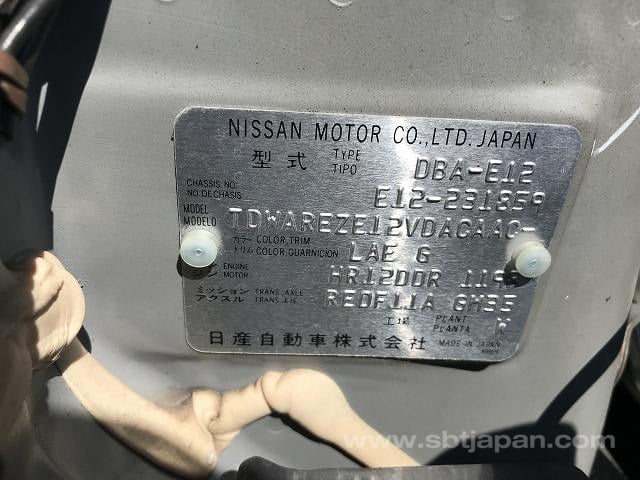 NISSAN MOTOR CO.,LTD. JAPAN
型式 TYPE TIPO DBA-E12
CHASSIS NO. NO.DE CHASIS E12-231859
MODEL MODELO TDWAREZE12VDACAAC-
カラー COLOR,TRIM トリム COLOR,GUARNICION LAE G
ENGINE MOTOR HR12DDR
ミッション TRANS.,AXLE アクスル TRANS.,EJE RE0F11A GM35
工場 PLANT PLANTA K
日産自動車株式会社 MADE IN JAPAN
www.sbtjapan.com